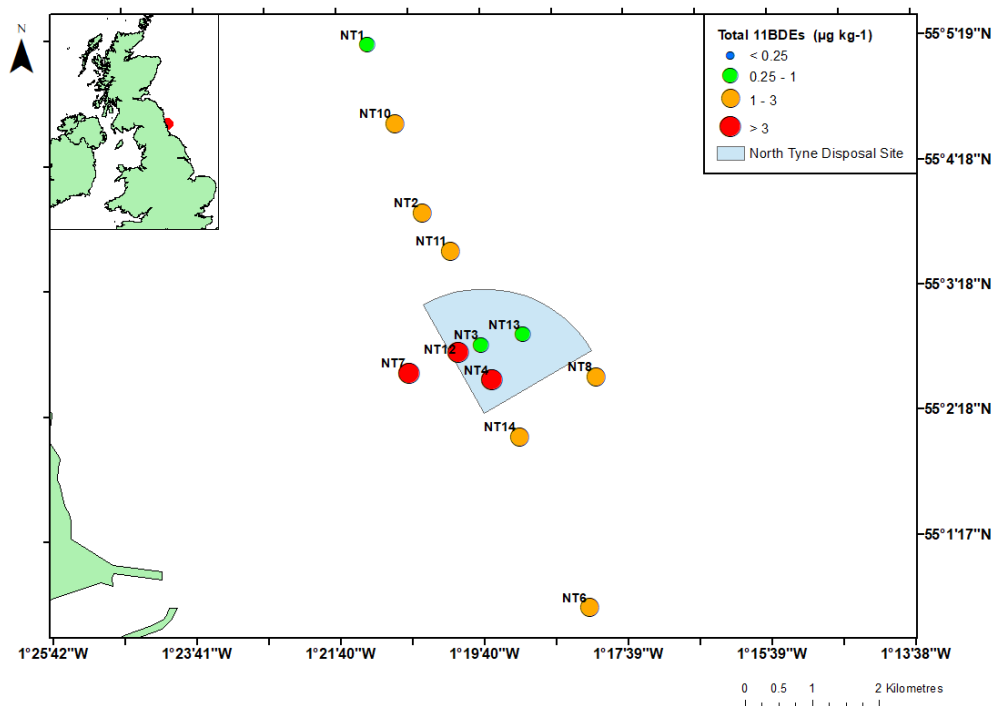 N
Total 11BDEs (µg kg-1)
< 0.25
0.25 - 1
1 - 3
> 3
North Tyne Disposal Site
NT1
NT10
NT2
NT11
NT13
NT3
NT12
NT7
NT4
NT8
NT14
NT6
55°5'19"N
55°4'18"N
55°3'18"N
55°2'18"N
55°1'17"N
1°25'42"W 1°23'41"W 1°21'40"W 1°19'40"W 1°17'39"W 1°15'39"W 1°13'38"W
0 0.5 1 2 Kilometres